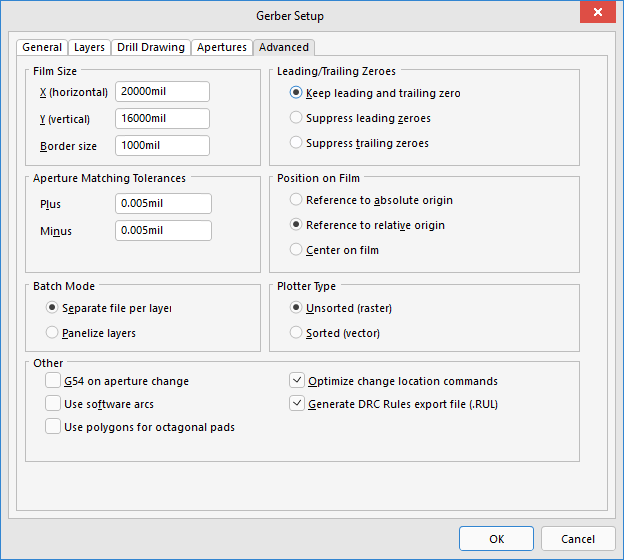 Gerber Setup
General Layers Drill Drawing Apertures Advanced
Film Size
X (horizontal) 20000mil
Y (vertical) 16000mil
Border size 1000mil
Leading/Trailing Zeroes
Keep leading and trailing zero
Suppress leading zeroes
Suppress trailing zeroes
Aperture Matching Tolerances
Plus 0.005mil
Minus 0.005mil
Position on Film
Reference to absolute origin
Reference to relative origin
Center on film
Batch Mode
Separate file per layer
Panelize layers
Plotter Type
Unsorted (raster)
Sorted (vector)
Other
G54 on aperture change
Use software arcs
Use polygons for octagonal pads
Optimize change location commands
Generate DRC Rules export file (.RUL)
OK Cancel